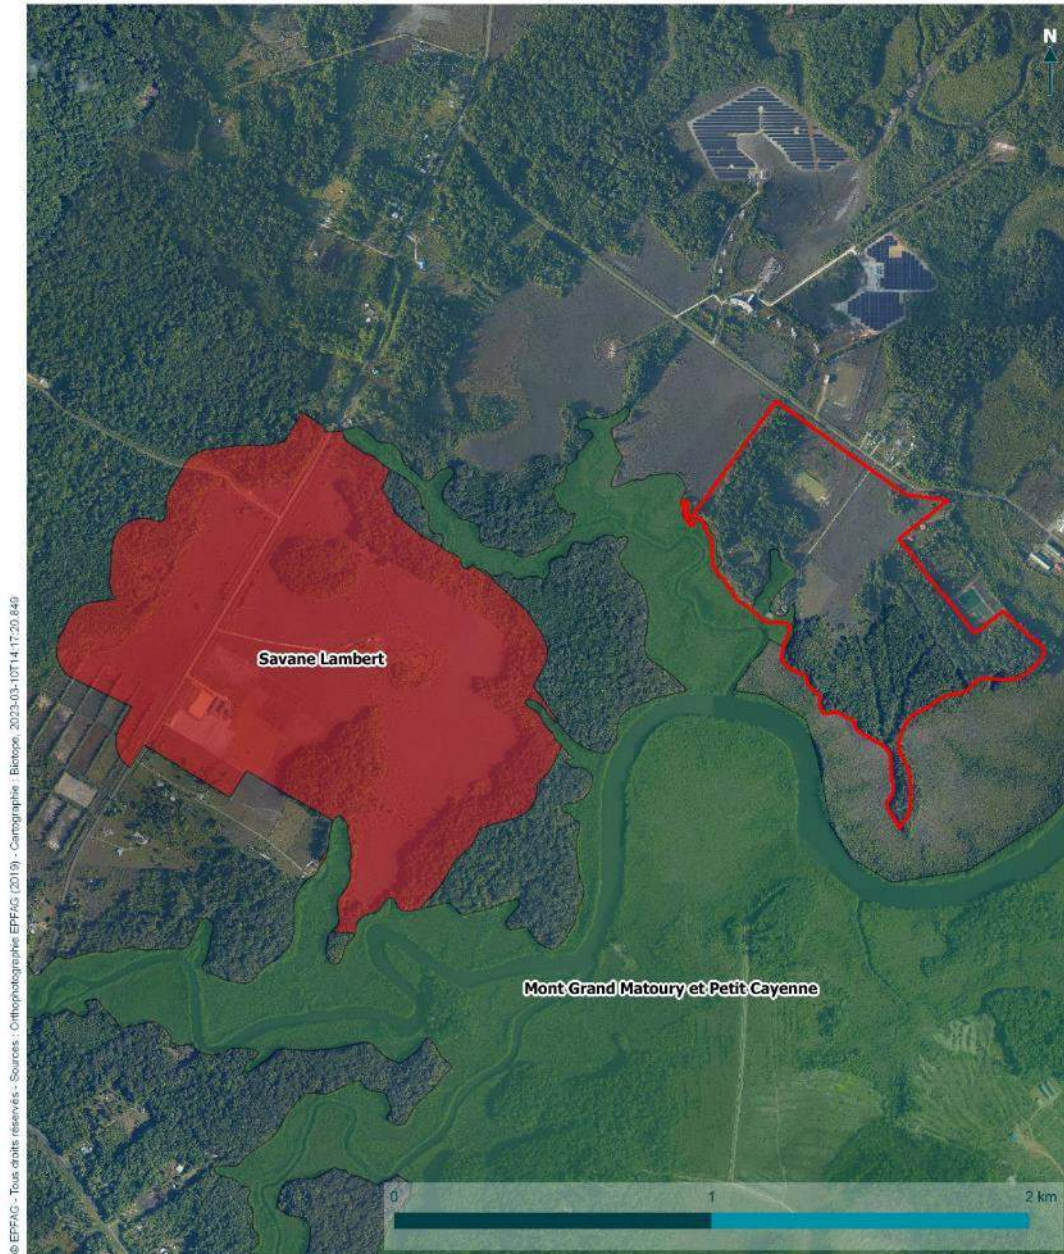 N
Savane Lambert
Mont Grand Matoury et Petit Cayenne
0 1 2 km
© EPFAG - Tous droits réservés - Sources : Orthophotographie EPFAG (2019) - Cartographie : Biotope, 2023-03-10T14:17:20.849